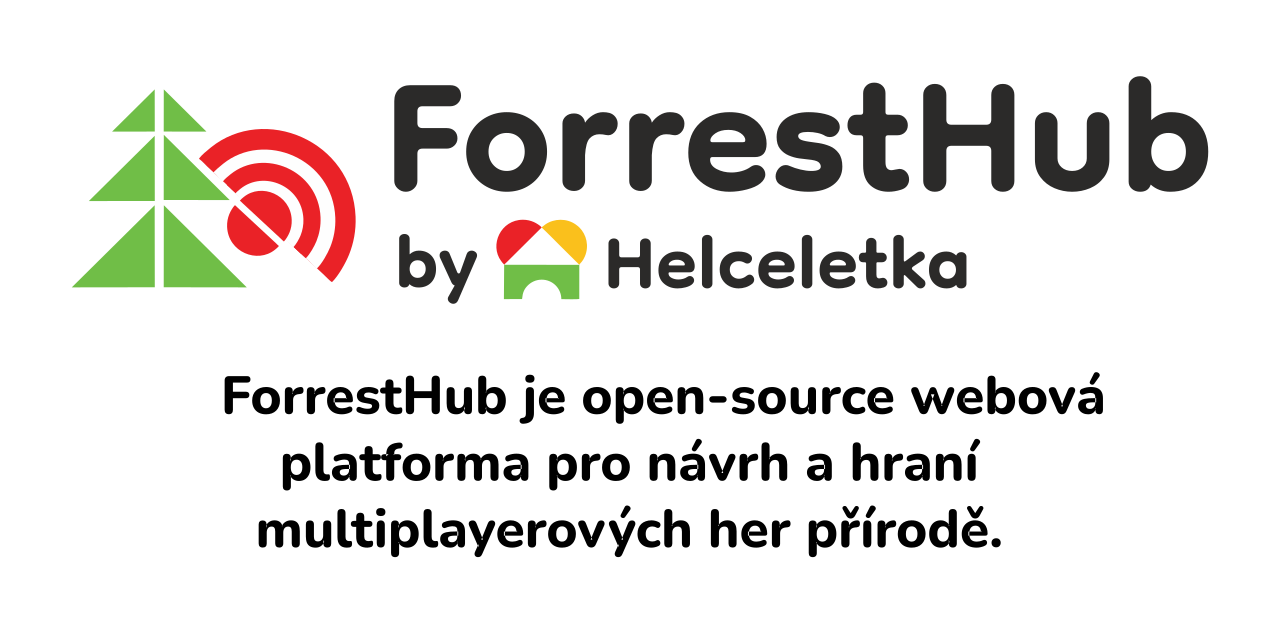 ForrestHub
by Helceletka
ForrestHub je open-source webová
platforma pro návrh a hraní
multiplayerových her přírodě.